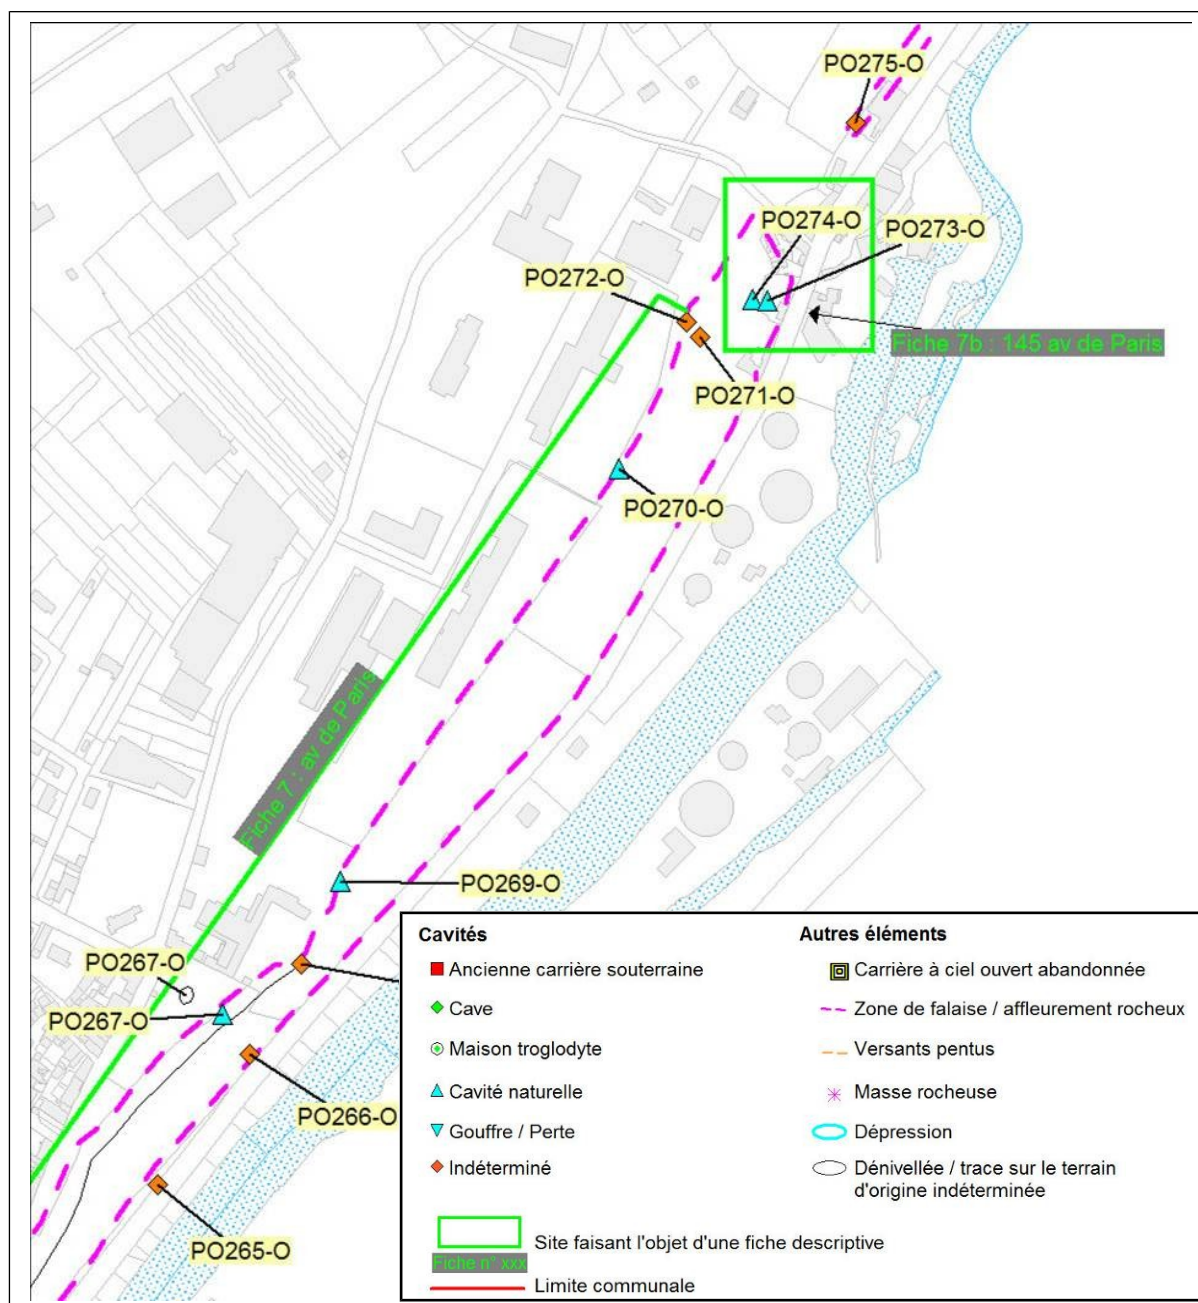 PO275-O
PO274-O
PO273-O
PO272-O
Fiche 7b : 145 av de Paris
PO271-O
PO270-O
Fiche 7 : av de Paris
PO269-O
PO267-O
PO267-O
PO266-O
PO265-O
Cavités
Ancienne carrière souterraine
Cave
Maison troglodyte
Cavité naturelle
Gouffre / Perte
Indéterminé
Autres éléments
Carrière à ciel ouvert abandonnée
Zone de falaise / affleurement rocheux
Versants pentus
Masse rocheuse
Dépression
Dénivellée / trace sur le terrain
d'origine indéterminée
Site faisant l'objet d'une fiche descriptive
Fiche n° xxx
Limite communale